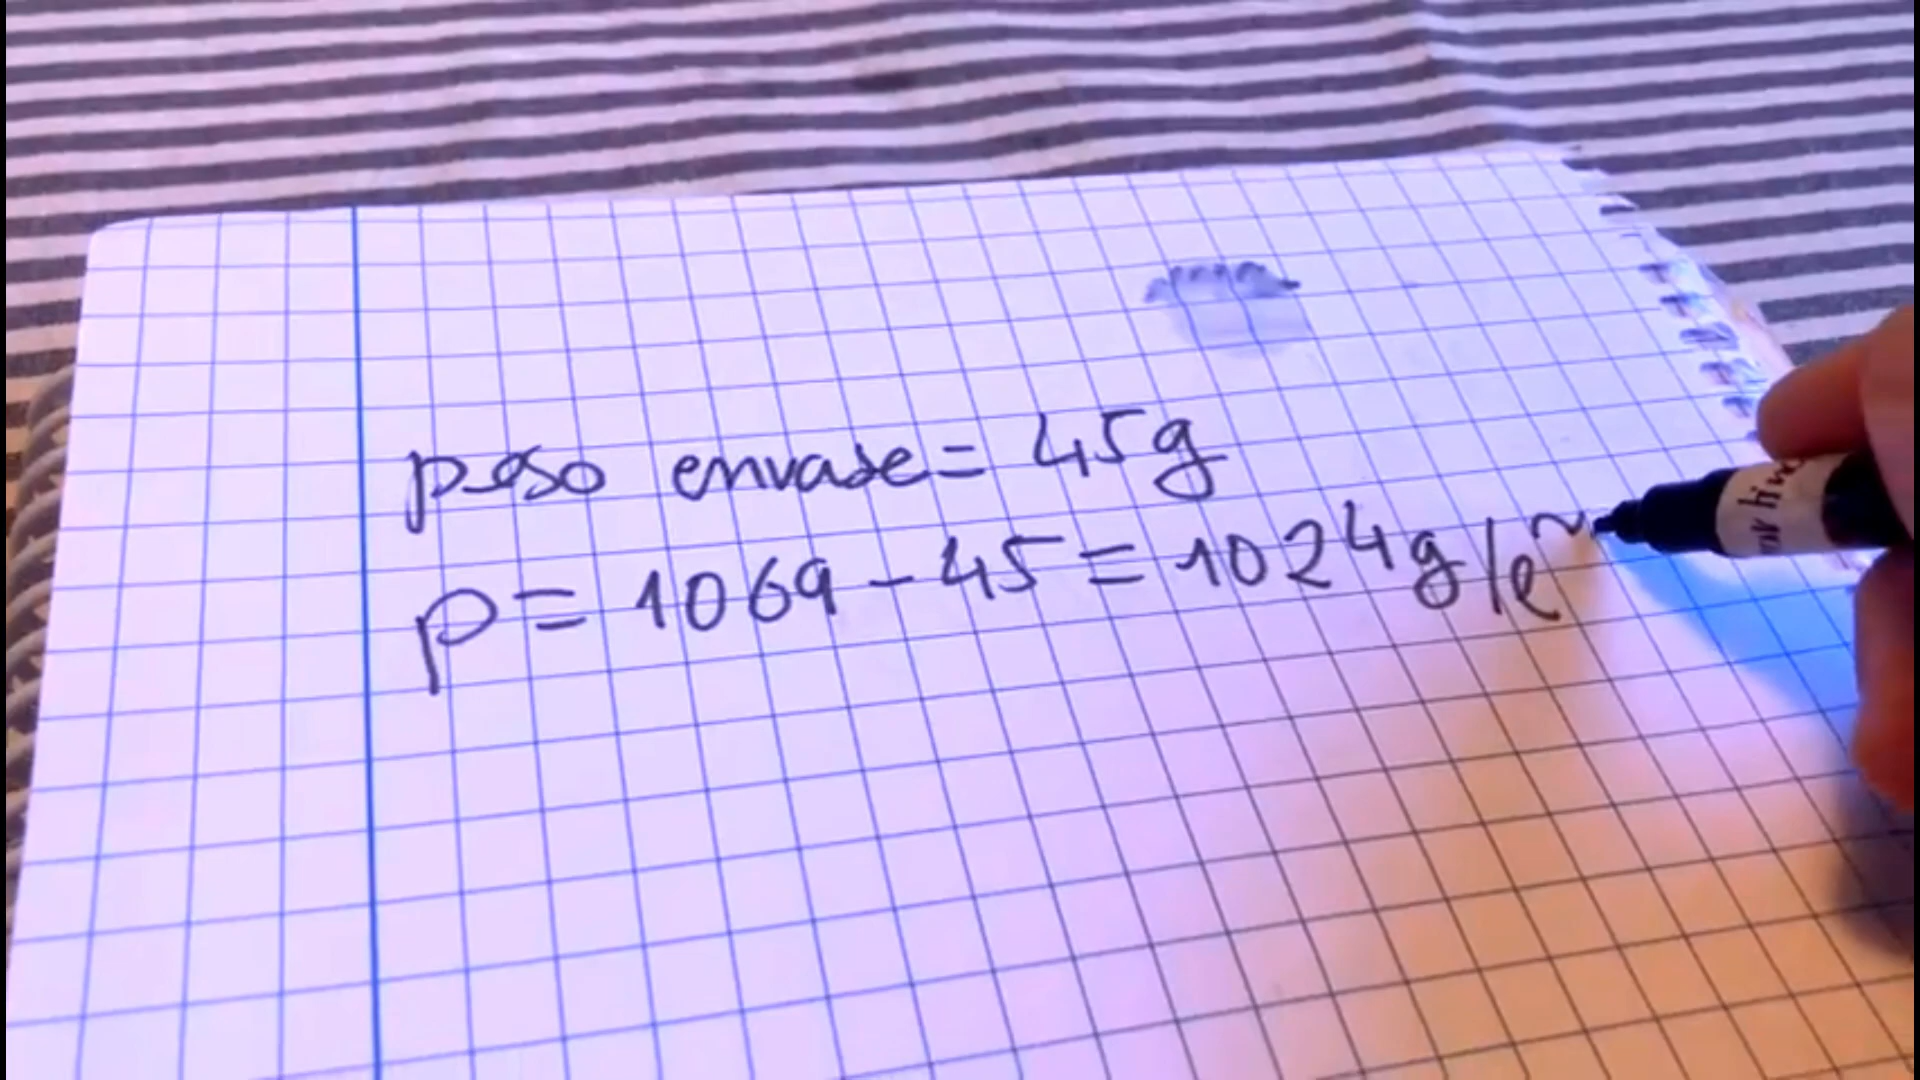 peso envase = 45g
ρ = 1069 - 45 = 1024g/l ~